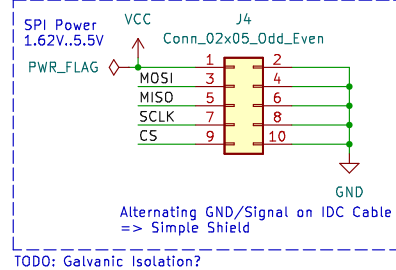 SPI Power
1.62V..5.5V
VCC
J4
Conn_02x05_Odd_Even
PWR_FLAG
1 2
MOSI 3 4
MISO 5 6
SCLK 7 8
CS 9 10
GND
Alternating GND/Signal on IDC Cable
=> Simple Shield
TODO: Galvanic Isolation?